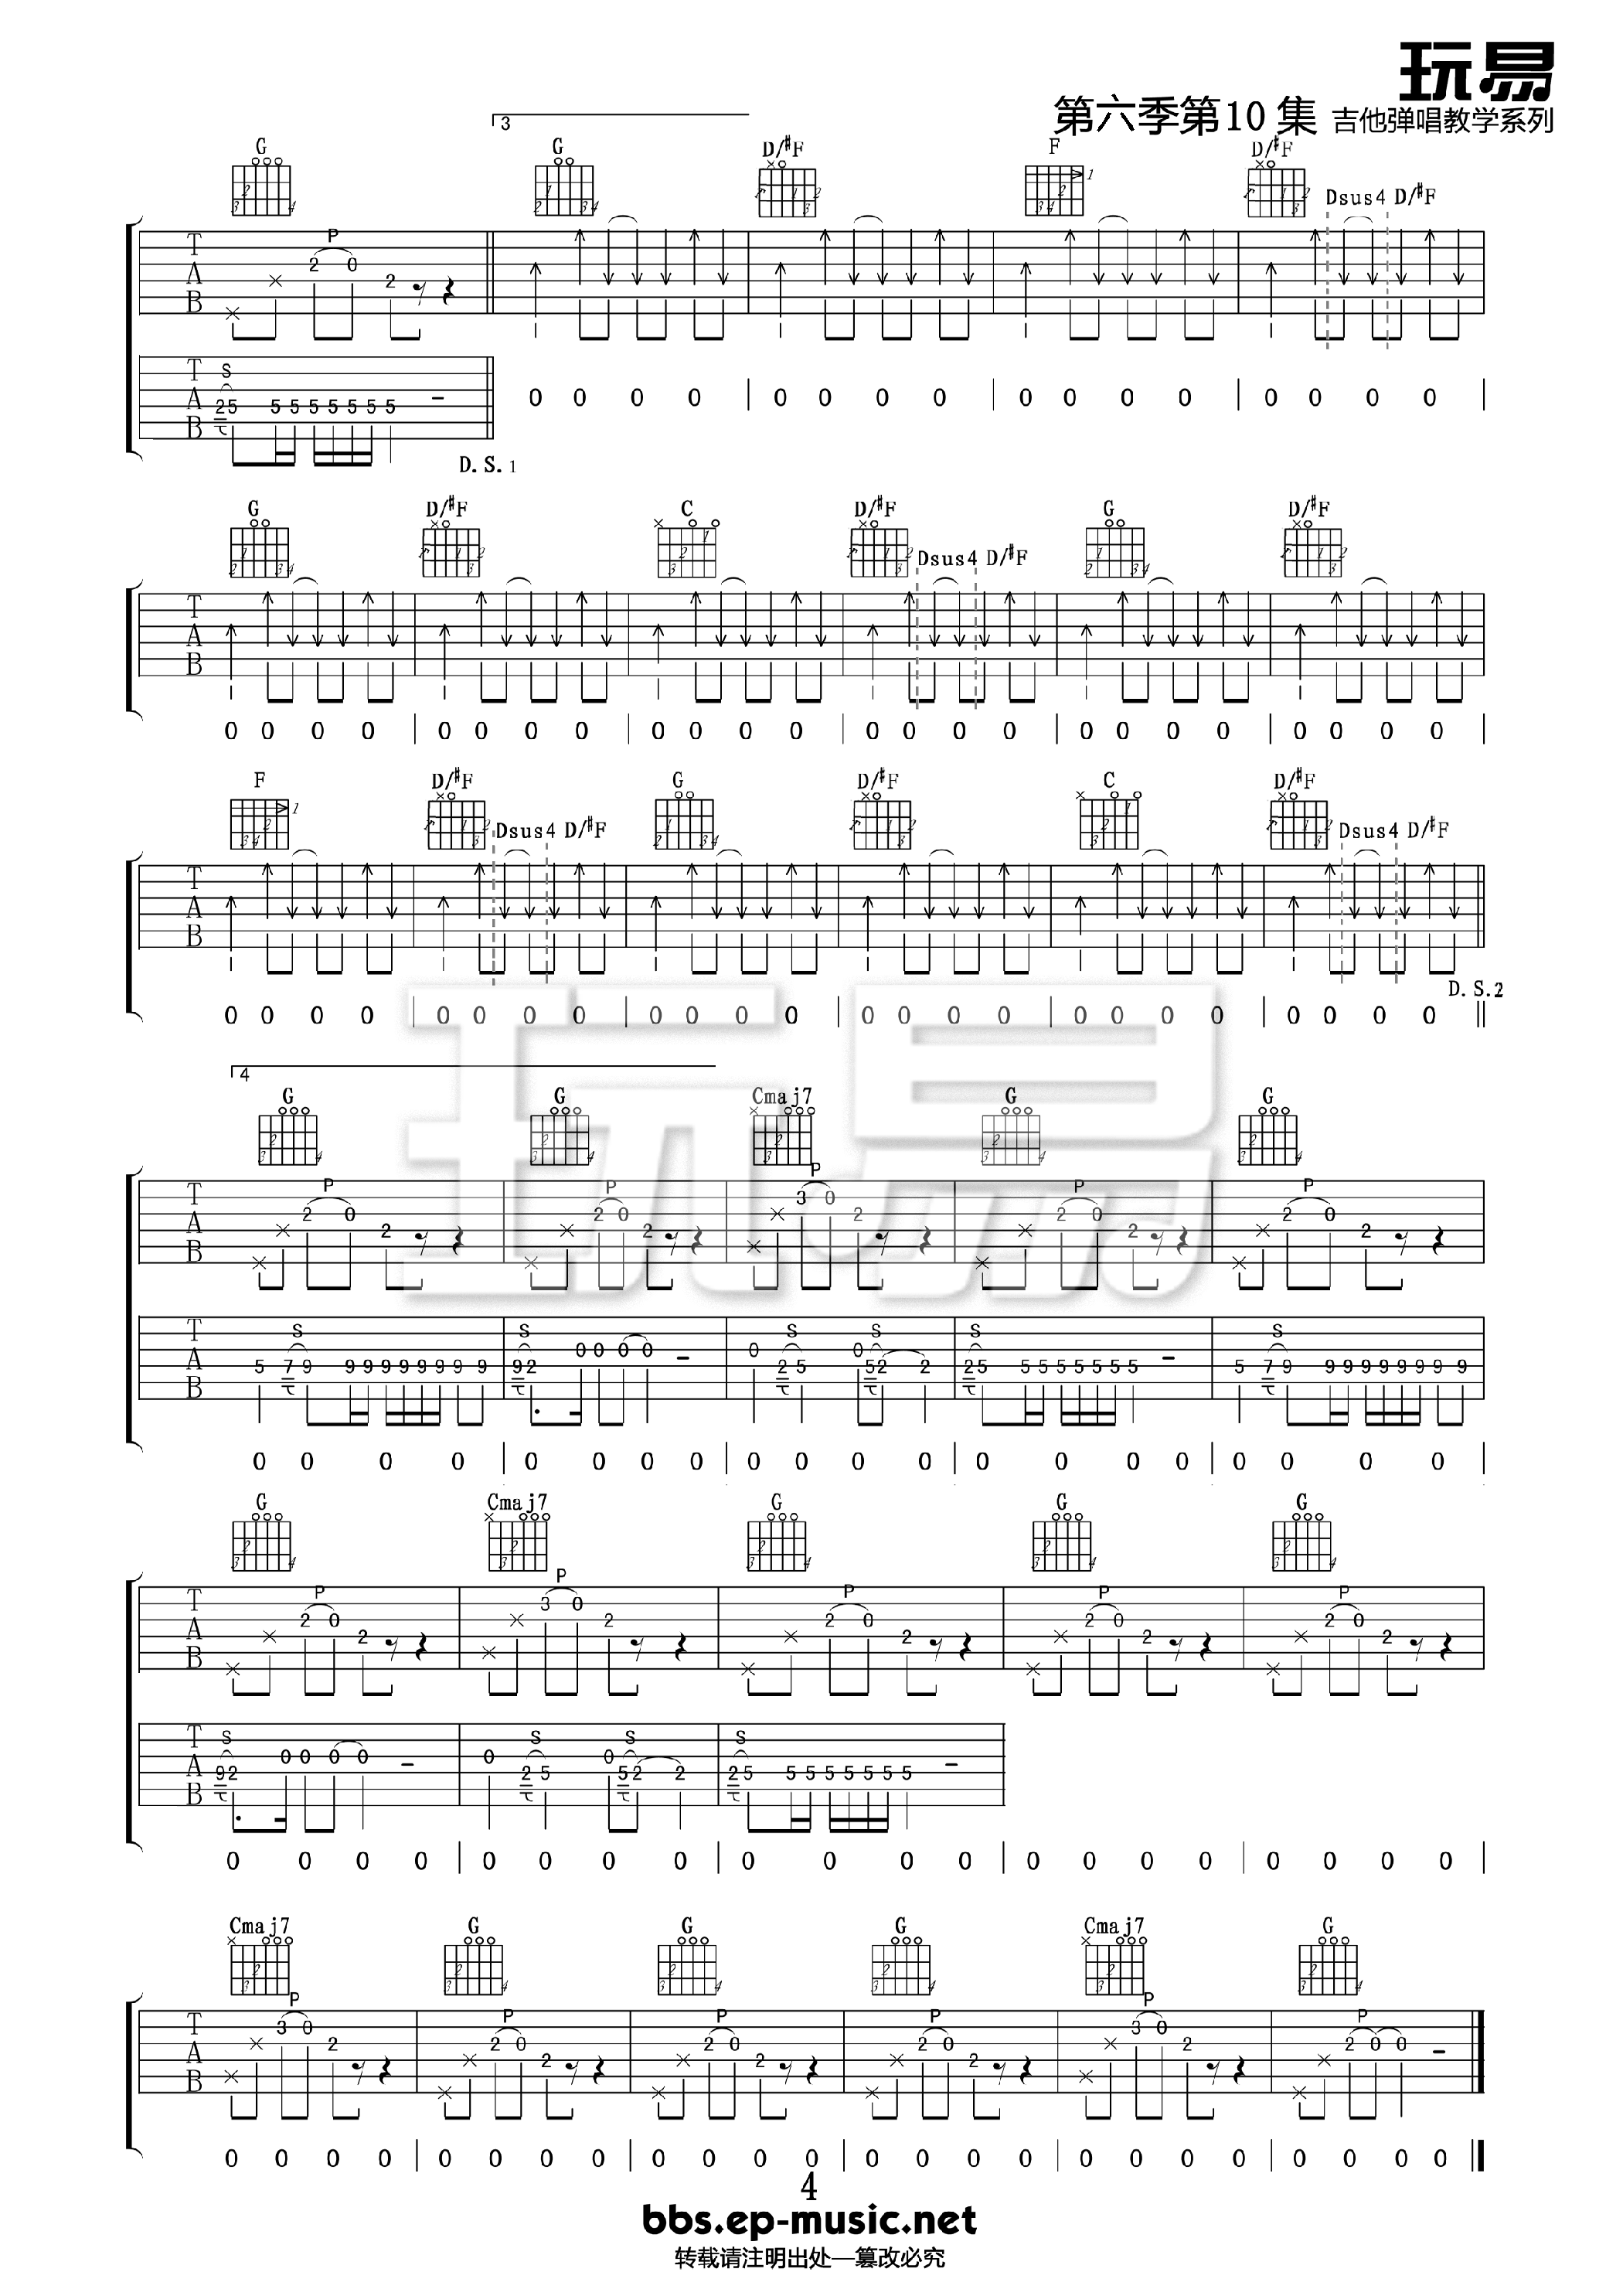 玩易
第六季第10 集 吉他弹唱教学系列
3
G G D/#F F D/#F Dsus4 D/#F
T A B P 2 0 2
T A B S 25 5 5 5 5 5 5 5 - 0 0 0 0 0 0 0 0 0 0 0 0 0 0 0 0
D.S.1
G D/#F C D/#F Dsus4 D/#F G D/#F
T A B
0 0 0 0 0 0 0 0 0 0 0 0 0 0 0 0 0 0 0 0 0 0 0 0
F D/#F Dsus4 D/#F G D/#F C D/#F Dsus4 D/#F
T A B
D.S.2
0 0 0 0 0 0 0 0 0 0 0 0 0 0 0 0 0 0 0 0 0 0 0 0
4
G G Cmaj7 G G
T A B P 2 0 2 P 2 0 2 P 3 0 2 P 2 0 2 P 2 0 2
T A B 5 S 7 9 9 9 9 9 9 9 9 9 S 9 2 0 0 0 0 - 0 S 2 5 0 S 5 2 2 S 2 5 5 5 5 5 5 5 5 - 5 S 7 9 9 9 9 9 9 9 9 9
0 0 0 0 0 0 0 0 0 0 0 0 0 0 0 0 0 0 0 0
G Cmaj7 G G G
T A B P 2 0 2 P 3 0 2 P 2 0 2 P 2 0 2 P 2 0 2
T A B S 9 2 0 0 0 0 - 0 S 2 5 0 S 5 2 2 S 2 5 5 5 5 5 5 5 5 -
0 0 0 0 0 0 0 0 0 0 0 0 0 0 0 0 0 0 0 0
Cmaj7 G G G Cmaj7 G
T A B P 3 0 2 P 2 0 2 P 2 0 2 P 2 0 2 P 3 0 2 P 2 0 0 -
0 0 0 0 0 0 0 0 0 0 0 0 0 0 0 0 0 0 0 0 0 0 0 0
4
bbs.ep-music.net
转载请注明出处—篡改必究